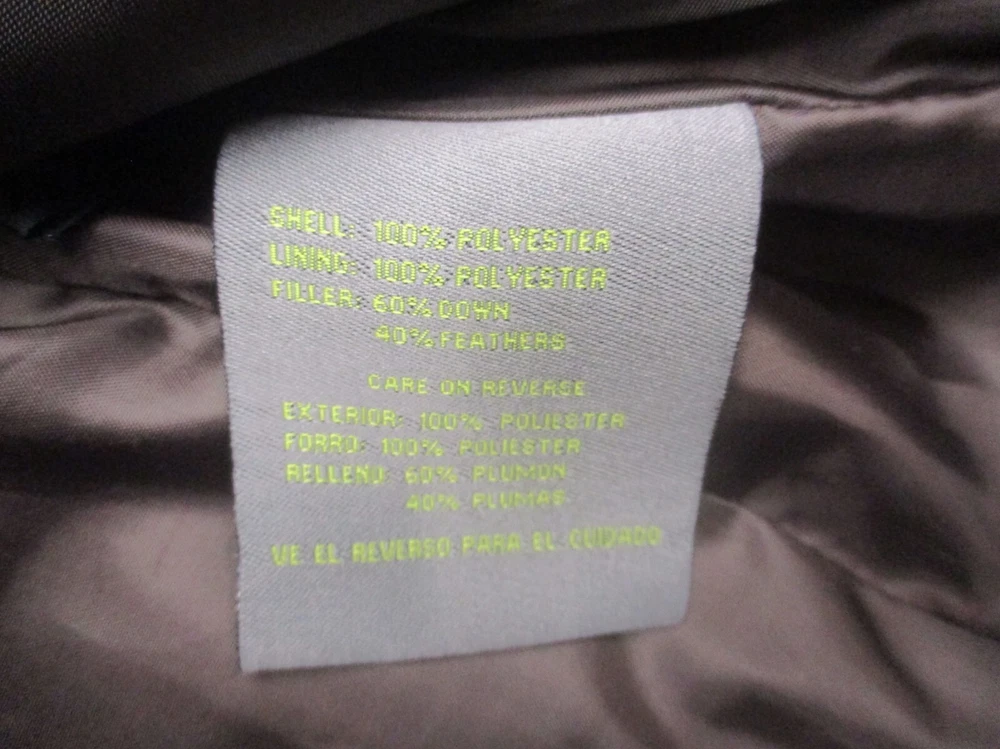 SHELL: 100% POLYESTER
LINING: 100% POLYESTER
FILLER: 60% DOWN
40% FEATHERS
CARE ON REVERSE
EXTERIOR: 100% POLIESTER
FORRO: 100% POLIESTER
RELLENO: 60% PLUMON
40% PLUMAS
VE EL REVERSO PARA EL CUIDADO